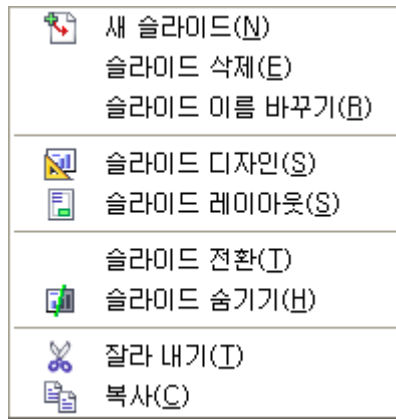 새 슬라이드(N)
슬라이드 삭제(E)
슬라이드 이름 바꾸기(R)
슬라이드 디자인(S)
슬라이드 레이아웃(S)
슬라이드 전환(T)
슬라이드 숨기기(H)
잘라 내기(T)
복사(C)